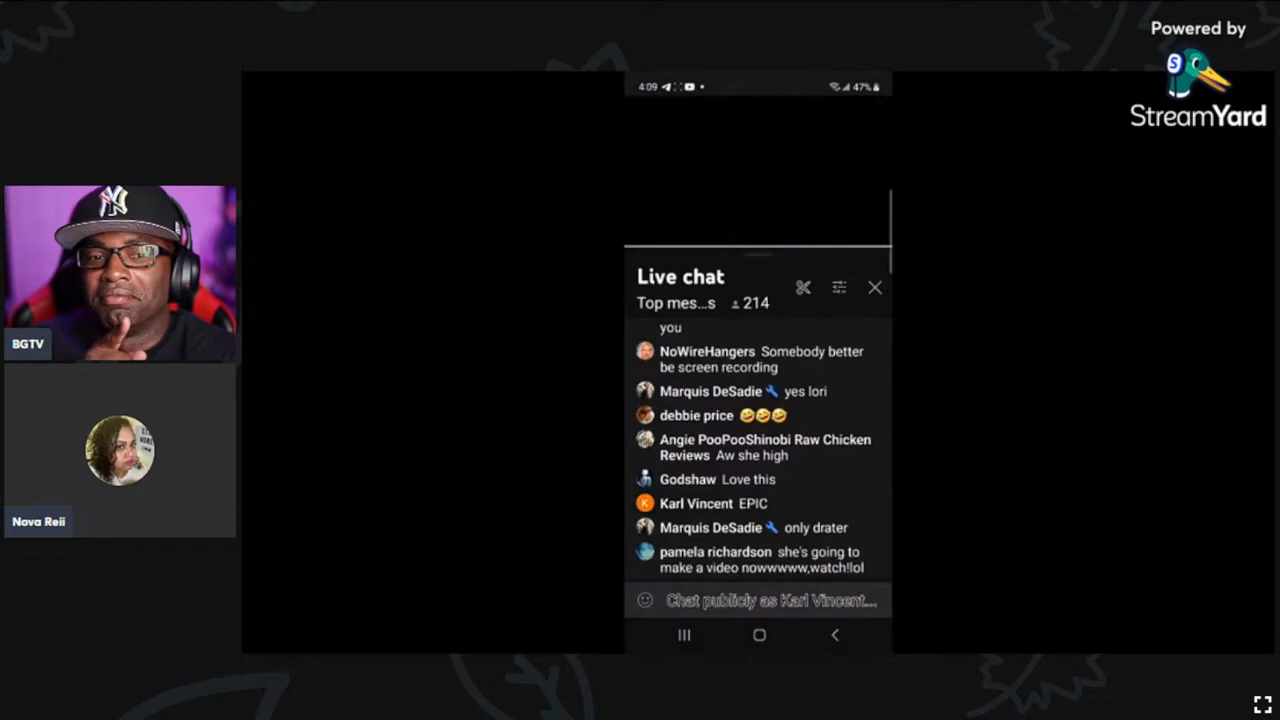 Powered by
StreamYard
4:09 47%
Live chat
Top mes...s 214
you
NoWireHangers Somebody better
be screen recording
Marquis DeSadie yes lori
debbie price 🤣🤣🤣
Angie PooPooShinobi Raw Chicken
Reviews Aw she high
Godshaw Love this
K Karl Vincent EPIC
Marquis DeSadie only drater
pamela richardson she's going to
make a video nowwwww,watch!lol
Chat publicly as Karl Vincent...
BGTV
Nova Reii